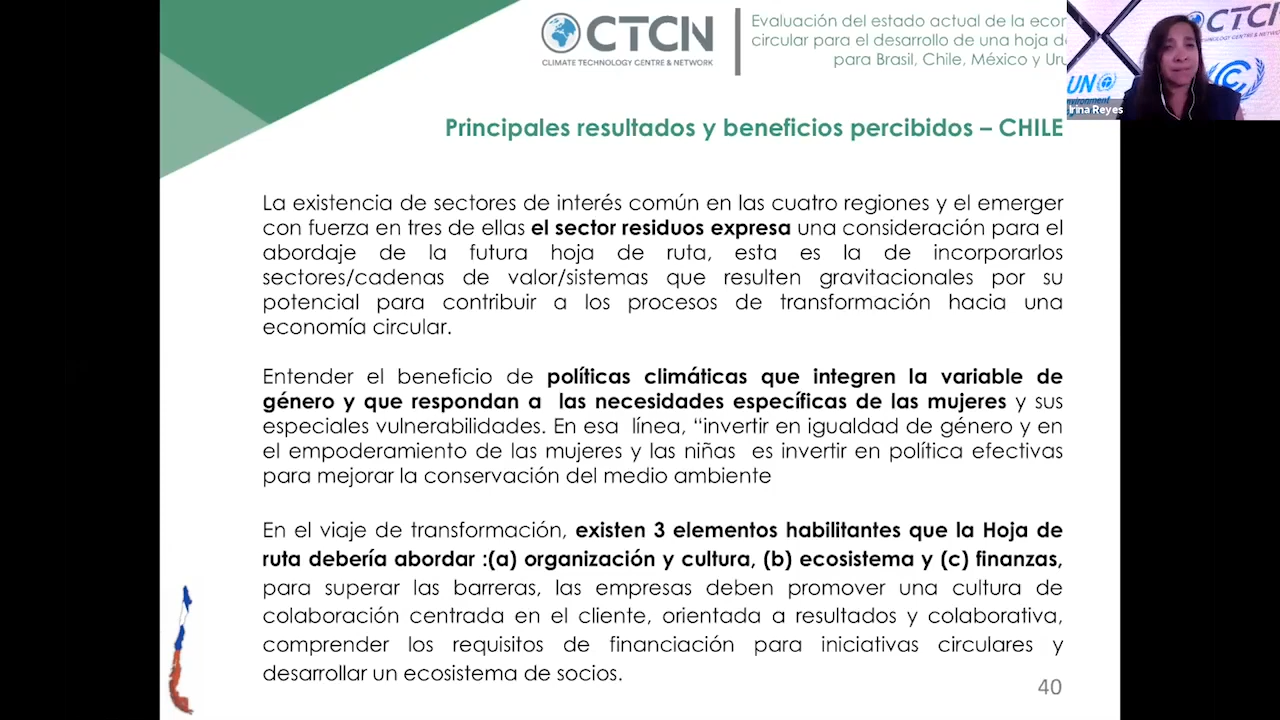 CTCN
CLIMATE TECHNOLOGY CENTRE & NETWORK
Evaluación del estado actual de la econ
circular para el desarrollo de una hoja de
para Brasil, Chile, México y Uru
CTCN
UN
environment
Irina Reyes
Principales resultados y beneficios percibidos – CHILE
La existencia de sectores de interés común en las cuatro regiones y el emerger
con fuerza en tres de ellas el sector residuos expresa una consideración para el
abordaje de la futura hoja de ruta, esta es la de incorporarlos
sectores/cadenas de valor/sistemas que resulten gravitacionales por su
potencial para contribuir a los procesos de transformación hacia una
economía circular.
Entender el beneficio de políticas climáticas que integren la variable de
género y que respondan a las necesidades específicas de las mujeres y sus
especiales vulnerabilidades. En esa línea, “invertir en igualdad de género y en
el empoderamiento de las mujeres y las niñas es invertir en política efectivas
para mejorar la conservación del medio ambiente
En el viaje de transformación, existen 3 elementos habilitantes que la Hoja de
ruta debería abordar :(a) organización y cultura, (b) ecosistema y (c) finanzas,
para superar las barreras, las empresas deben promover una cultura de
colaboración centrada en el cliente, orientada a resultados y colaborativa,
comprender los requisitos de financiación para iniciativas circulares y
desarrollar un ecosistema de socios.
40